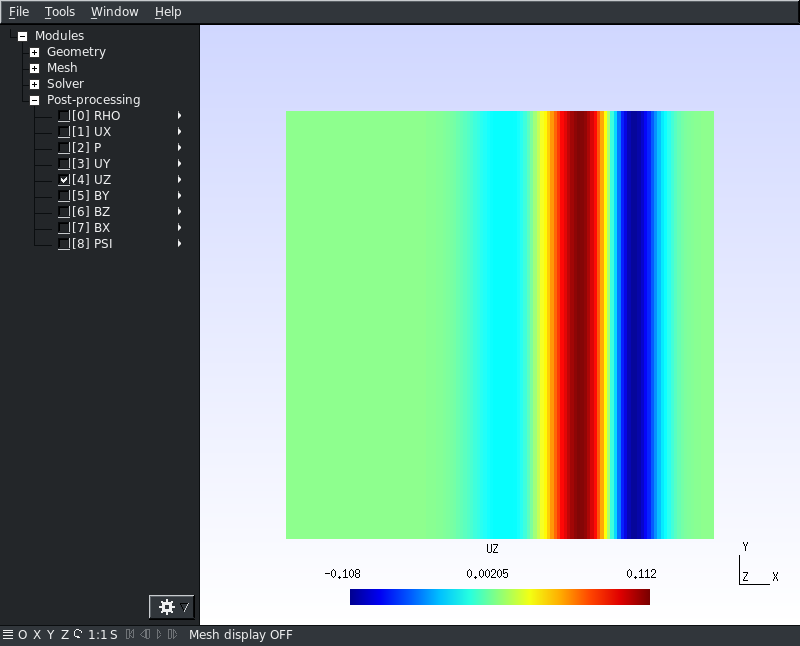 File Tools Window Help
Modules
Geometry
Mesh
Solver
Post-processing
[0] RHO
[1] UX
[2] P
[3] UY
[4] UZ
[5] BY
[6] BZ
[7] BX
[8] PSI
UZ
-0.108 0.00205 0.112
Y
Z X
O X Y Z 1:1 S Mesh display OFF